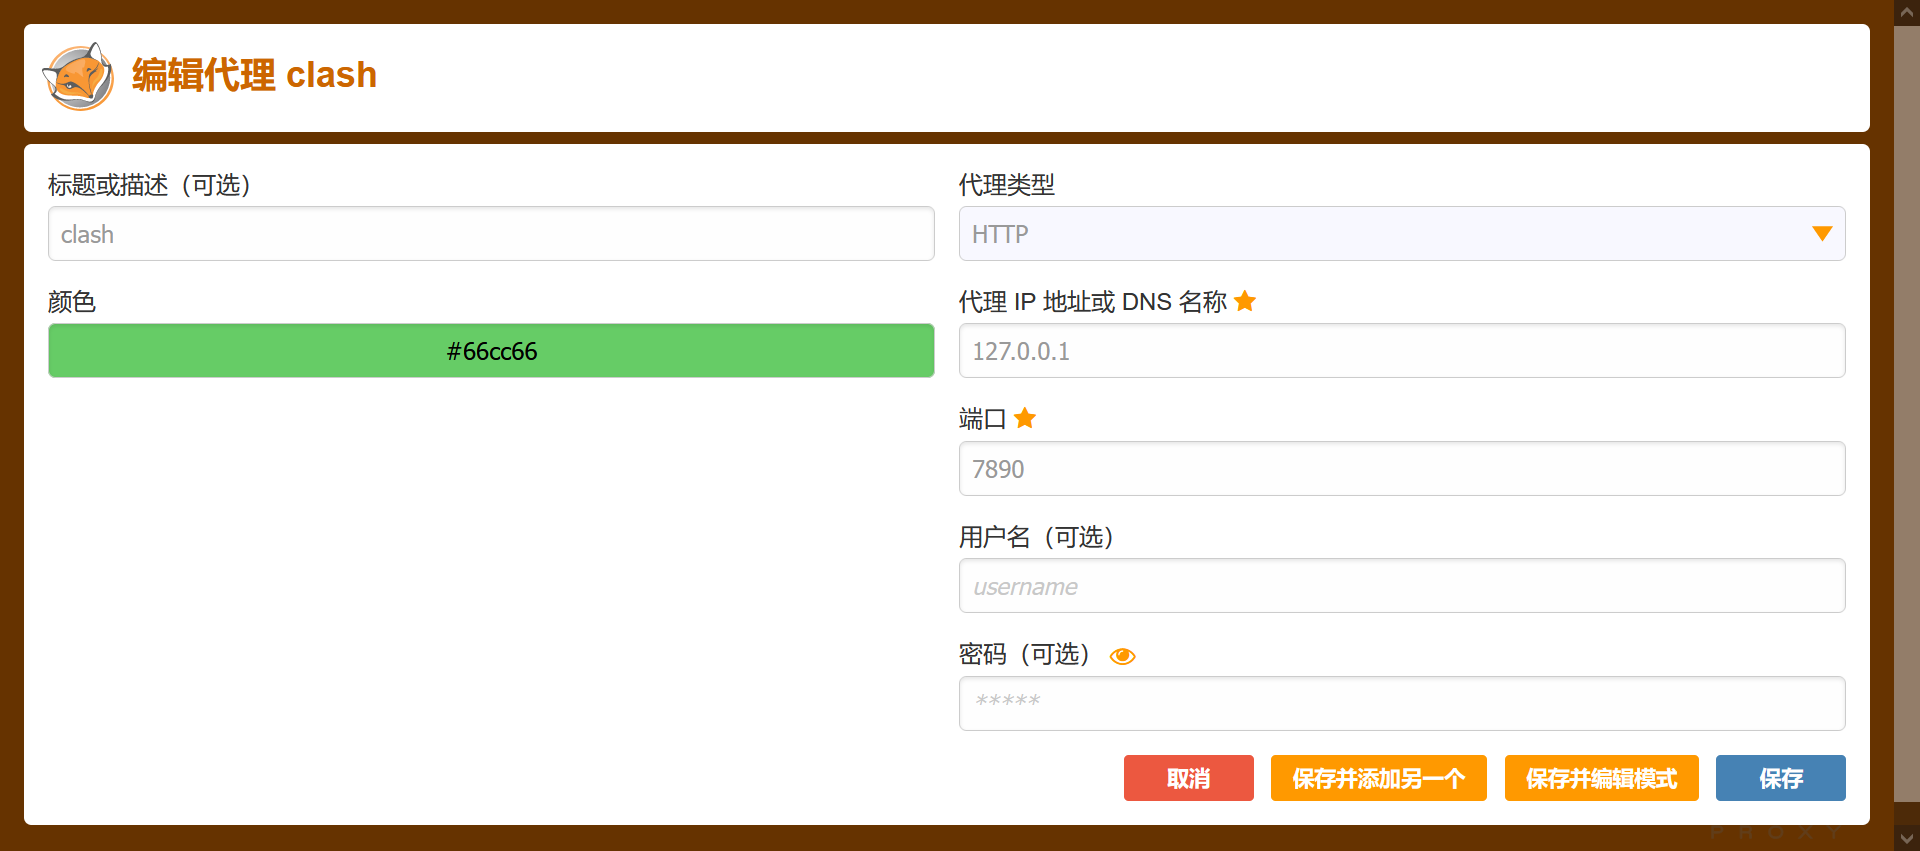 编辑代理 clash
标题或描述（可选）
clash
颜色
#66cc66
代理类型
HTTP
代理 IP 地址或 DNS 名称
127.0.0.1
端口
7890
用户名（可选）
username
密码（可选）
*****
取消
保存并添加另一个
保存并编辑模式
保存
PROXY